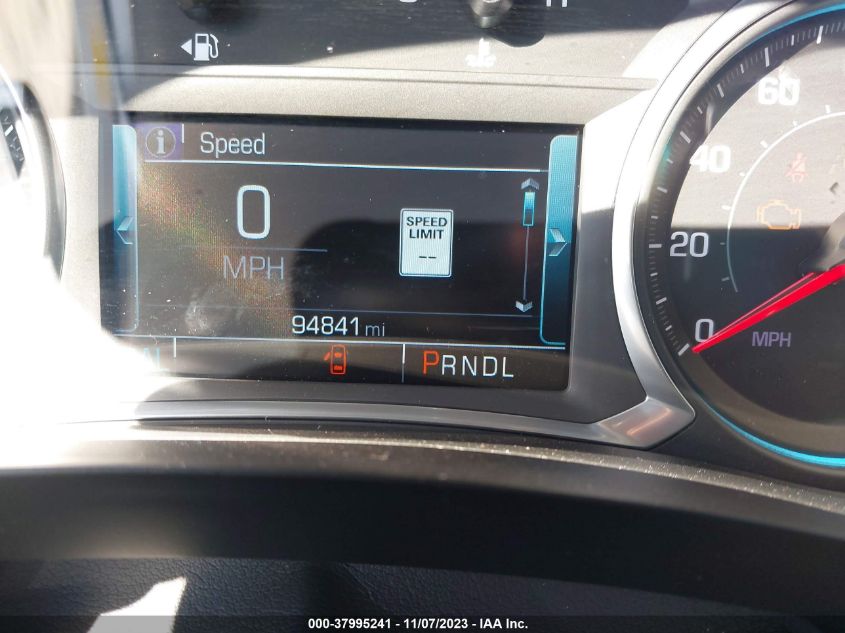 Speed
0
MPH
SPEED
LIMIT
--
94841 mi
PRNDL
60
40
20
0
MPH
000-37995241 - 11/07/2023 - IAA Inc.